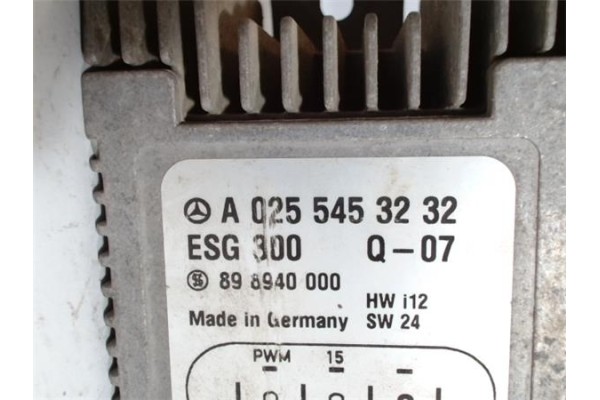 A 025 545 32 32
ESG 300 Q-07
89 8940 000
HW i12
Made in Germany SW 24
PWM 15